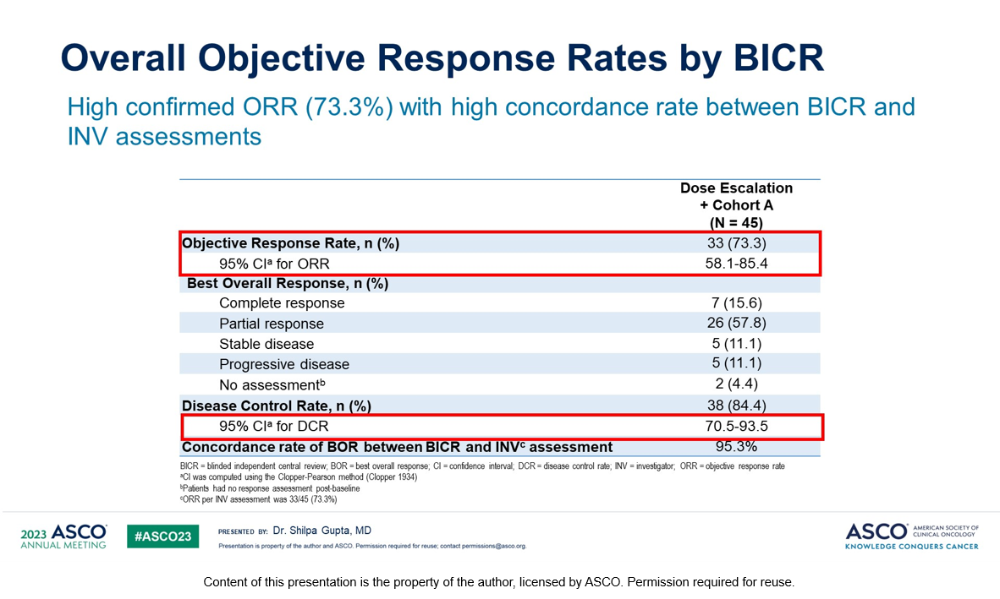 Overall Objective Response Rates by BICR
High confirmed ORR (73.3%) with high concordance rate between BICR and
INV assessments
Dose Escalation
+ Cohort A
(N = 45)
Objective Response Rate, n (%) 33 (73.3)
95% CIᵃ for ORR 58.1-85.4
Best Overall Response, n (%)
Complete response 7 (15.6)
Partial response 26 (57.8)
Stable disease 5 (11.1)
Progressive disease 5 (11.1)
No assessmentᵇ 2 (4.4)
Disease Control Rate, n (%) 38 (84.4)
95% CIᵃ for DCR 70.5-93.5
Concordance rate of BOR between BICR and INVᶜ assessment 95.3%
BICR = blinded independent central review; BOR = best overall response; CI = confidence interval; DCR = disease control rate; INV = investigator; ORR = objective response rate
ᵃCI was computed using the Clopper-Pearson method (Clopper 1934)
ᵇPatients had no response assessment post-baseline
ᶜORR per INV assessment was 33/45 (73.3%)
2023 ASCO
ANNUAL MEETING
#ASCO23
PRESENTED BY: Dr. Shilpa Gupta, MD
Presentation is property of the author and ASCO. Permission required for reuse; contact permissions@asco.org.
ASCO AMERICAN SOCIETY OF
CLINICAL ONCOLOGY
KNOWLEDGE CONQUERS CANCER
Content of this presentation is the property of the author, licensed by ASCO. Permission required for reuse.